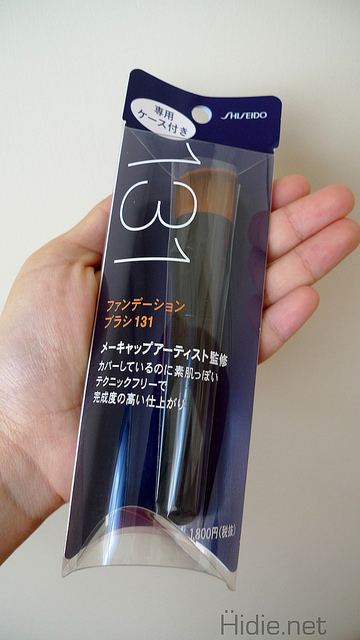 専用
ケース付き
SHISEIDO
131
ファンデーション
ブラシ 131
メーキャップアーティスト監修
カバーしているのに素肌っぽい
テクニックフリーで
完成度の高い仕上がり
1,800円(税抜)
Hidie.net